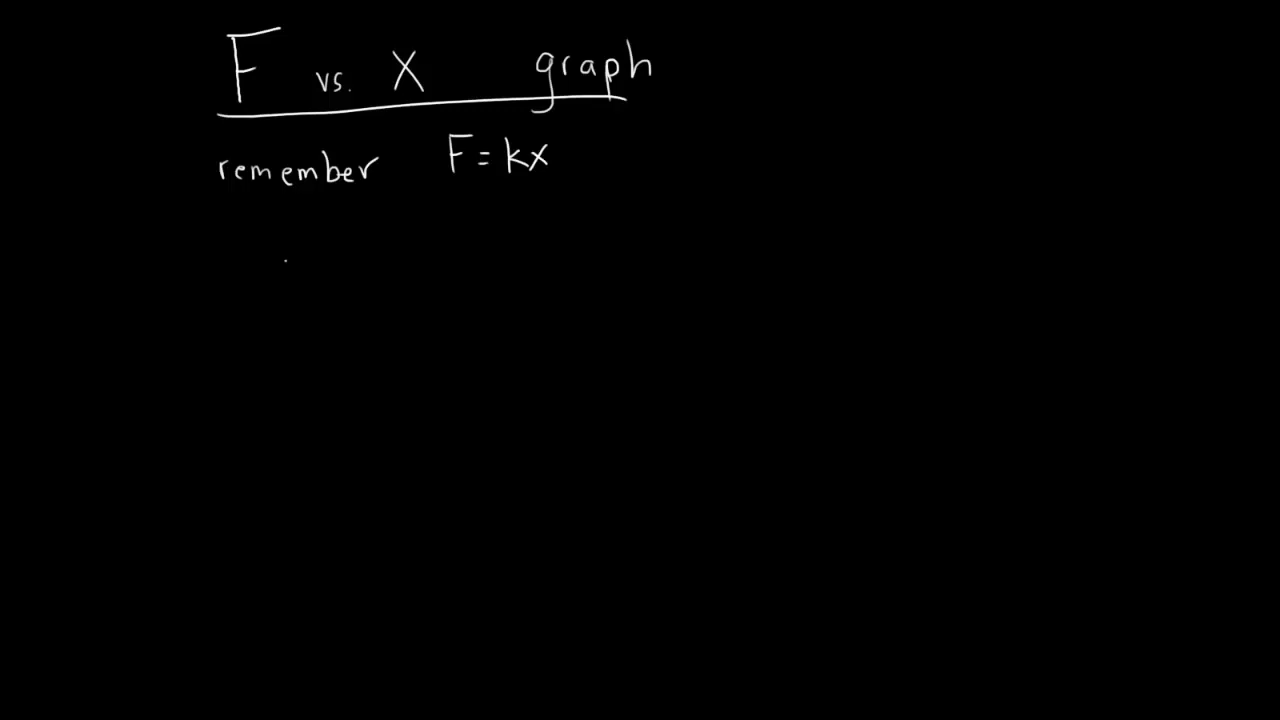 F vs. X graph
remember F = kx